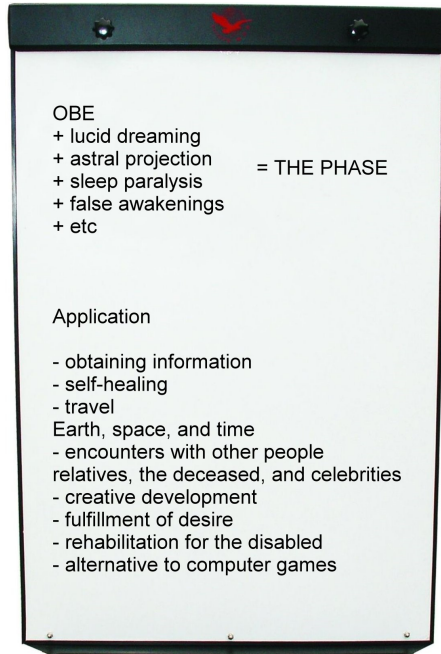 OBE
+ lucid dreaming
+ astral projection
+ sleep paralysis
+ false awakenings
+ etc
= THE PHASE
Application
- obtaining information
- self-healing
- travel
Earth, space, and time
- encounters with other people
relatives, the deceased, and celebrities
- creative development
- fulfillment of desire
- rehabilitation for the disabled
- alternative to computer games